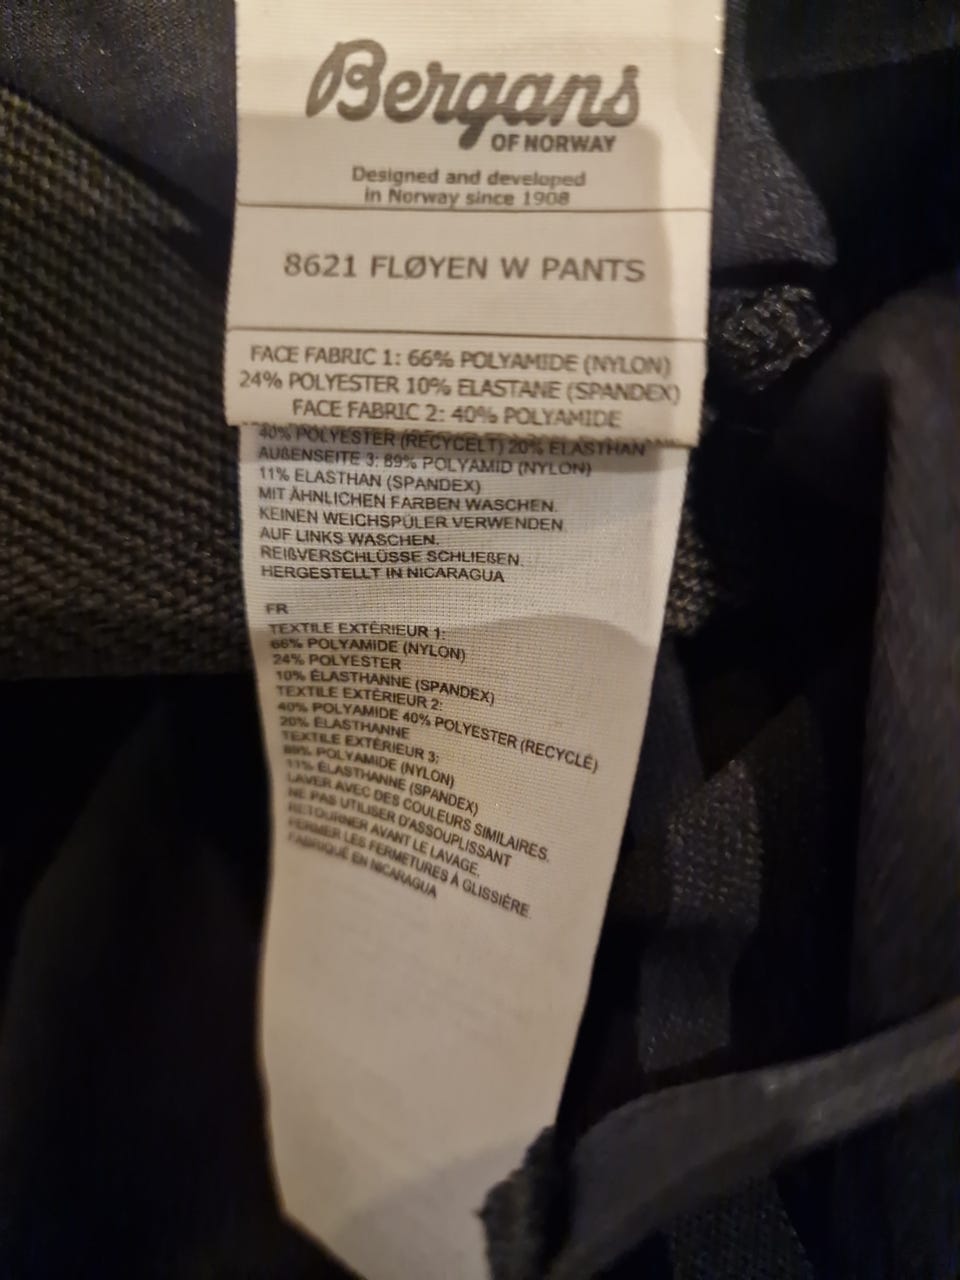 Bergans
OF NORWAY
Designed and developed
in Norway since 1908
8621 FLØYEN W PANTS
FACE FABRIC 1: 66% POLYAMIDE (NYLON)
24% POLYESTER 10% ELASTANE (SPANDEX)
FACE FABRIC 2: 40% POLYAMIDE
40% POLYESTER (RECYCELT) 20% ELASTHAN
AUßENSEITE 3: 89% POLYAMID (NYLON)
11% ELASTHAN (SPANDEX)
MIT ÄHNLICHEN FARBEN WASCHEN.
KEINEN WEICHSPÜLER VERWENDEN
AUF LINKS WASCHEN.
REIßVERSCHLÜSSE SCHLIEßEN.
HERGESTELLT IN NICARAGUA
FR
TEXTILE EXTÉRIEUR 1:
66% POLYAMIDE (NYLON)
24% POLYESTER
10% ÉLASTHANNE (SPANDEX)
TEXTILE EXTÉRIEUR 2:
40% POLYAMIDE 40% POLYESTER (RECYCLÉ)
20% ÉLASTHANNE
TEXTILE EXTÉRIEUR 3:
89% POLYAMIDE (NYLON)
11% ÉLASTHANNE (SPANDEX)
LAVER AVEC DES COULEURS SIMILAIRES.
NE PAS UTILISER D'ASSOUPLISSANT
RETOURNER AVANT LE LAVAGE.
FERMER LES FERMETURES À GLISSIÈRE
FABRIQUÉ EN NICARAGUA